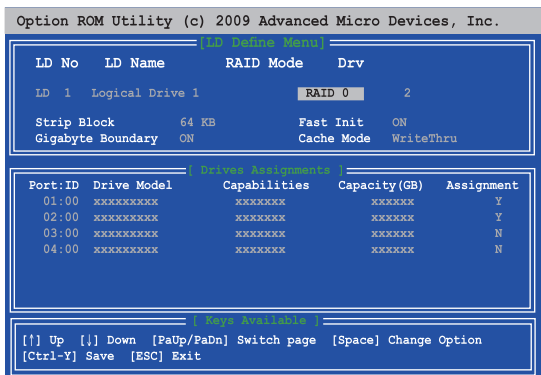 Option ROM Utility (c) 2009 Advanced Micro Devices, Inc.
[LD Define Menu]
LD No LD Name RAID Mode Drv
LD 1 Logical Drive 1 RAID 0 2
Strip Block 64 KB Fast Init ON
Gigabyte Boundary ON Cache Mode WriteThru
[ Drives Assignments ]
Port:ID Drive Model Capabilities Capacity(GB) Assignment
01:00 xxxxxxxxx xxxxxxx xxxxxx Y
02:00 xxxxxxxxx xxxxxxx xxxxxx Y
03:00 xxxxxxxxx xxxxxxx xxxxxx N
04:00 xxxxxxxxx xxxxxxx xxxxxx N
[ Keys Available ]
[↑] Up [↓] Down [PaUp/PaDn] Switch page [Space] Change Option
[Ctrl-Y] Save [ESC] Exit